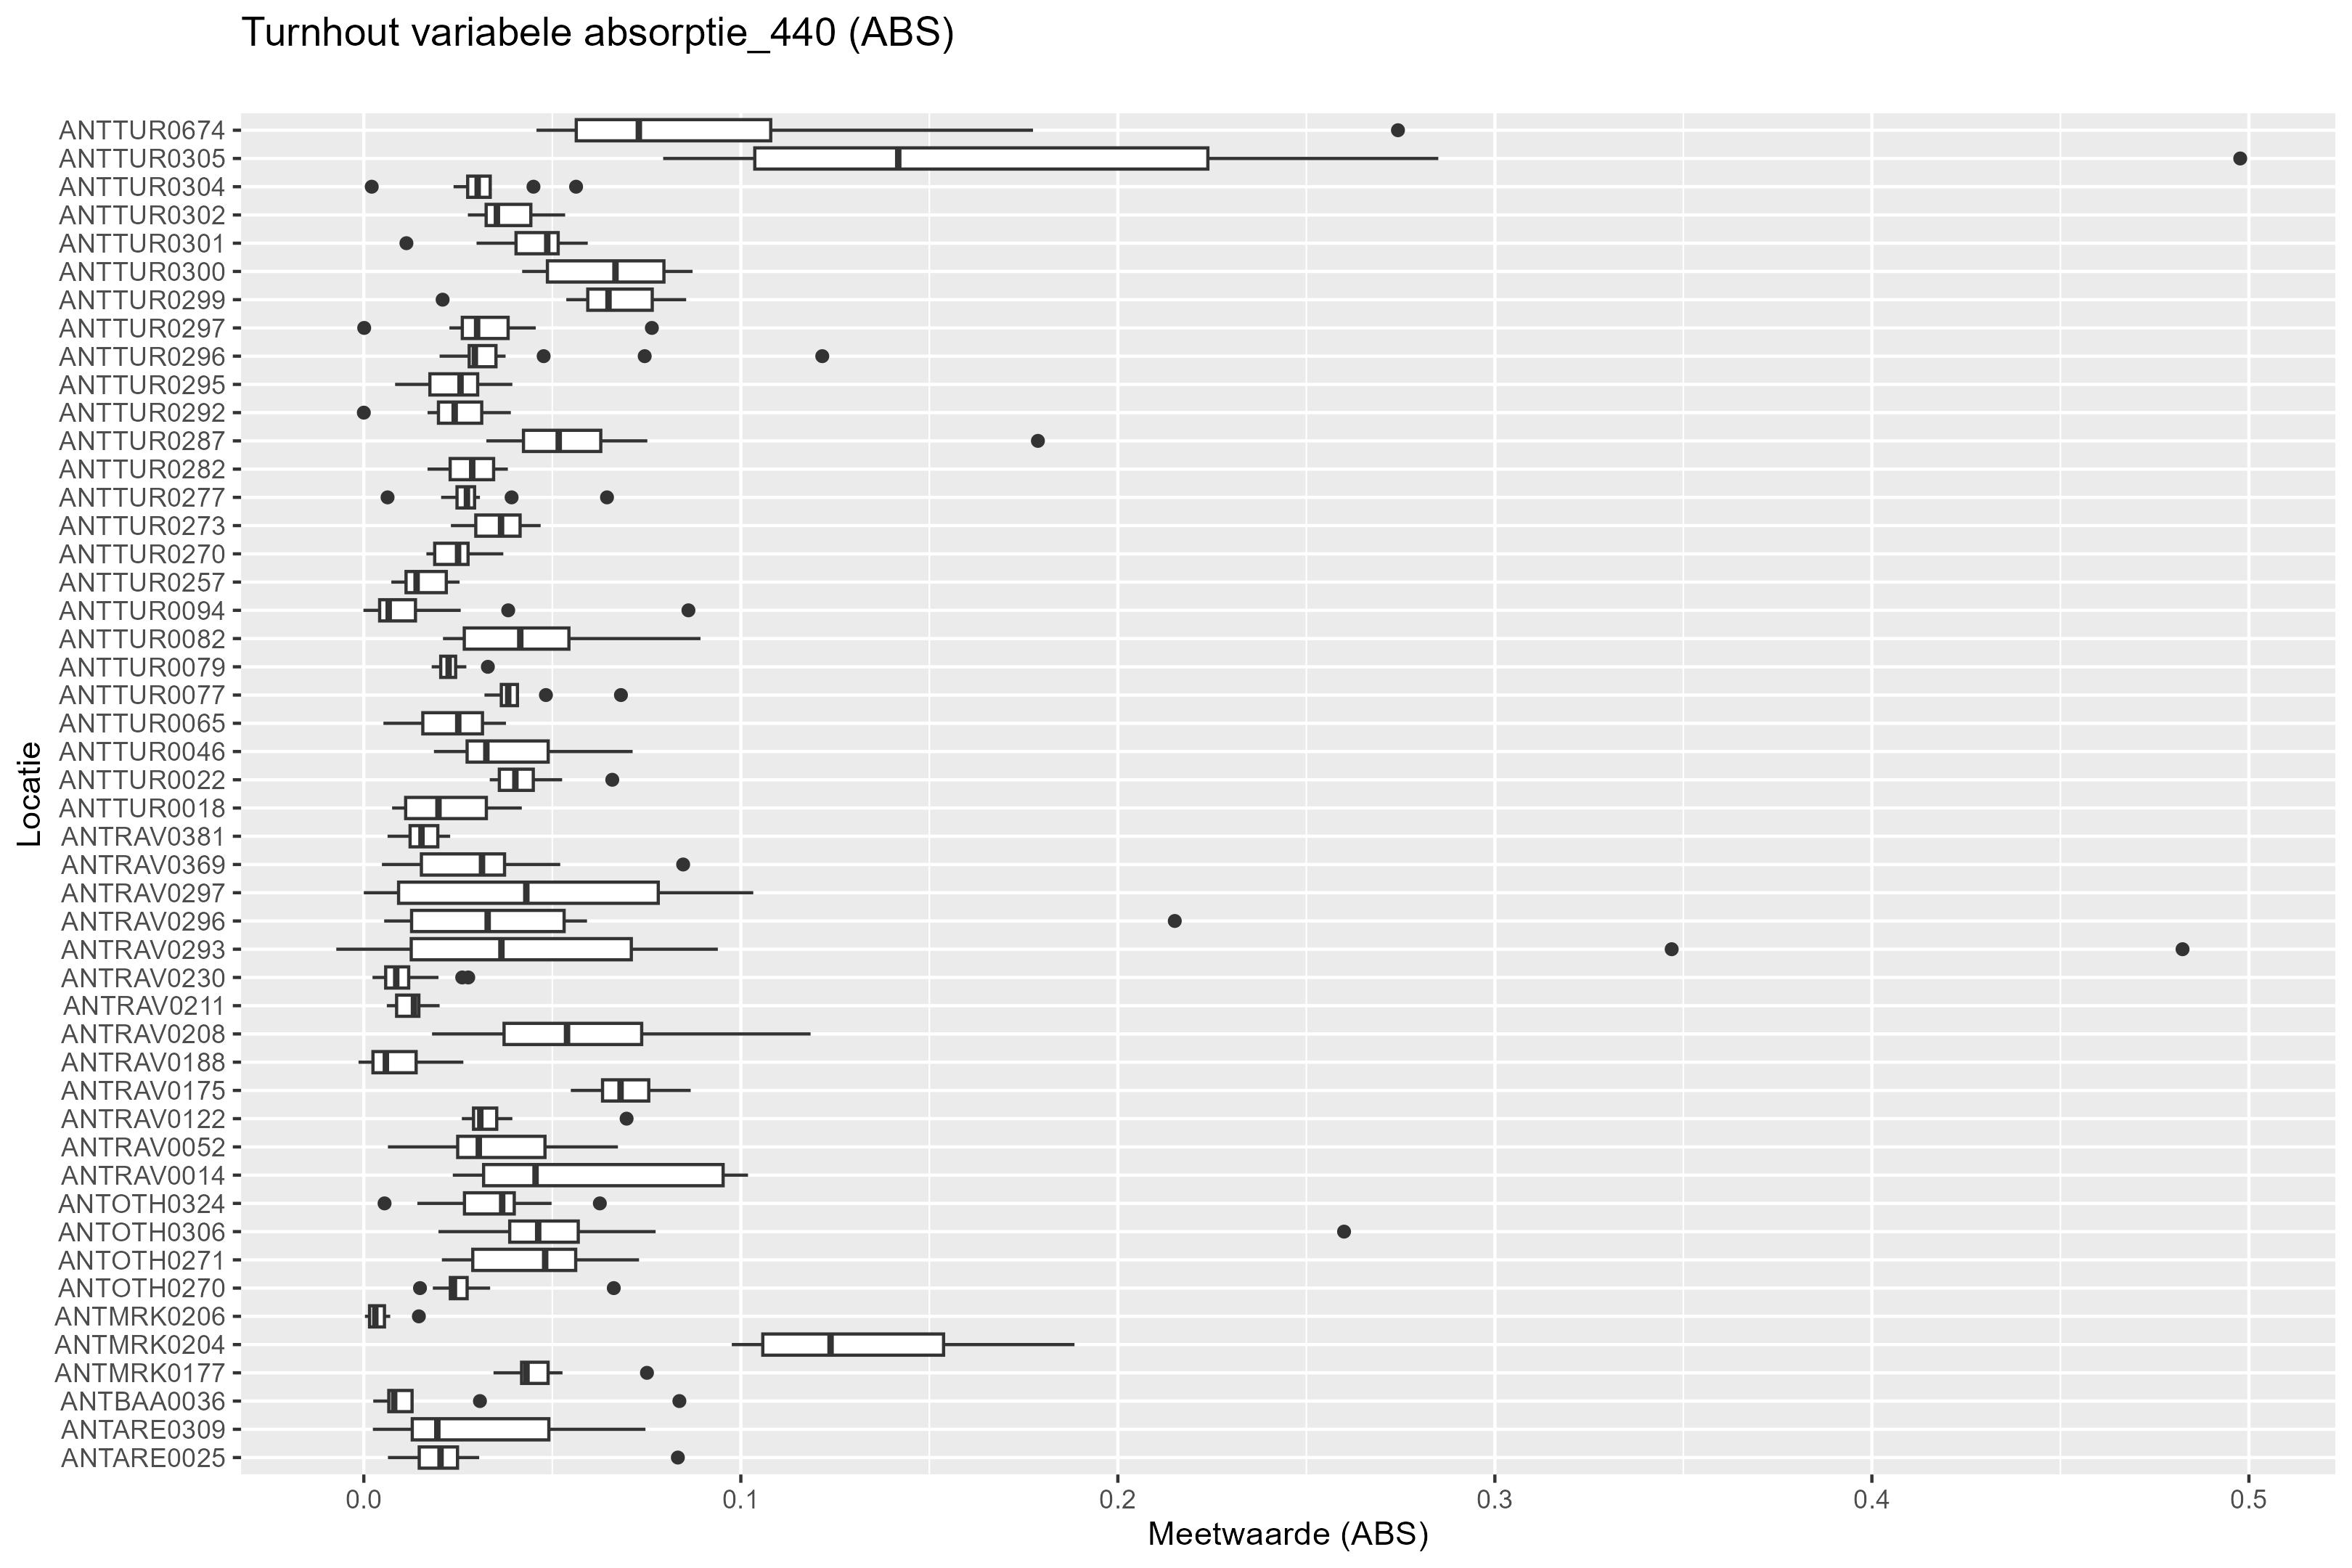 Turnhout variabele absorptie_440 (ABS)
ANTTUR0674
ANTTUR0305
ANTTUR0304
ANTTUR0302
ANTTUR0301
ANTTUR0300
ANTTUR0299
ANTTUR0297
ANTTUR0296
ANTTUR0295
ANTTUR0292
ANTTUR0287
ANTTUR0282
ANTTUR0277
ANTTUR0273
ANTTUR0270
ANTTUR0257
ANTTUR0094
ANTTUR0082
ANTTUR0079
ANTTUR0077
ANTTUR0065
ANTTUR0046
ANTTUR0022
ANTTUR0018
ANTRAV0381
ANTRAV0369
ANTRAV0297
ANTRAV0296
ANTRAV0293
ANTRAV0230
ANTRAV0211
ANTRAV0208
ANTRAV0188
ANTRAV0175
ANTRAV0122
ANTRAV0052
ANTRAV0014
ANTOTH0324
ANTOTH0306
ANTOTH0271
ANTOTH0270
ANTMRK0206
ANTMRK0204
ANTMRK0177
ANTBAA0036
ANTARE0309
ANTARE0025
Locatie
0.0 0.1 0.2 0.3 0.4 0.5
Meetwaarde (ABS)